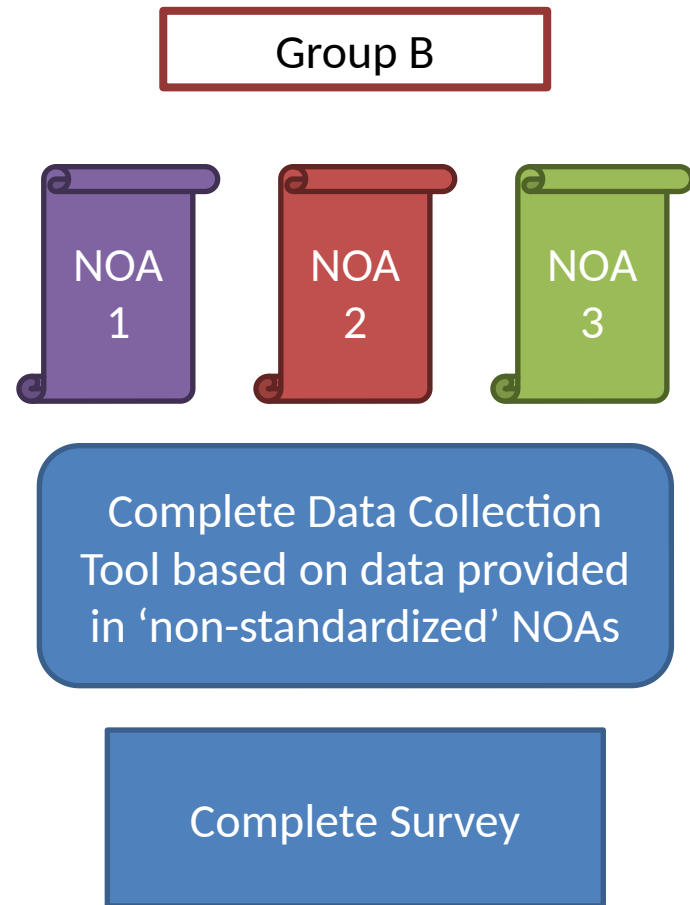 Group B
NOA
1
NOA
2
NOA
3
Complete Data Collection
Tool based on data provided
in ‘non-standardized’ NOAs
Complete Survey